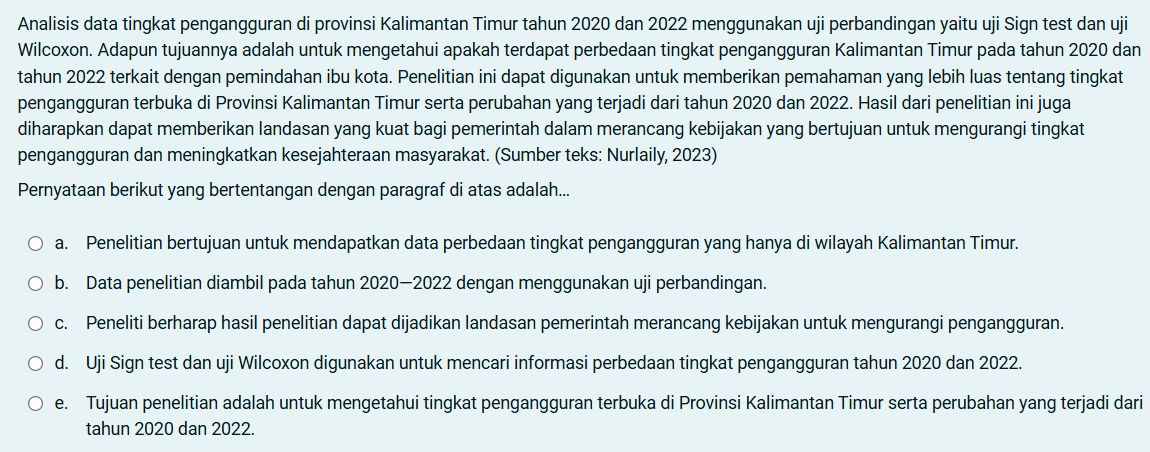 Analisis data tingkat pengangguran di provinsi Kalimantan Timur tahun 2020 dan 2022 menggunakan uji perbandingan yaitu uji Sign test dan uji
Wilcoxon. Adapun tujuannya adalah untuk mengetahui apakah terdapat perbedaan tingkat pengangguran Kalimantan Timur pada tahun 2020 dan
tahun 2022 terkait dengan pemindahan ibu kota. Penelitian ini dapat digunakan untuk memberikan pemahaman yang lebih luas tentang tingkat
pengangguran terbuka di Provinsi Kalimantan Timur serta perubahan yang terjadi dari tahun 2020 dan 2022. Hasil dari penelitian ini juga
diharapkan dapat memberikan landasan yang kuat bagi pemerintah dalam merancang kebijakan yang bertujuan untuk mengurangi tingkat
pengangguran dan meningkatkan kesejahteraan masyarakat. (Sumber teks: Nurlaily, 2023)
Pernyataan berikut yang bertentangan dengan paragraf di atas adalah...
a. Penelitian bertujuan untuk mendapatkan data perbedaan tingkat pengangguran yang hanya di wilayah Kalimantan Timur.
b. Data penelitian diambil pada tahun 2020—2022 dengan menggunakan uji perbandingan.
c. Peneliti berharap hasil penelitian dapat dijadikan landasan pemerintah merancang kebijakan untuk mengurangi pengangguran.
d. Uji Sign test dan uji Wilcoxon digunakan untuk mencari informasi perbedaan tingkat pengangguran tahun 2020 dan 2022.
e. Tujuan penelitian adalah untuk mengetahui tingkat pengangguran terbuka di Provinsi Kalimantan Timur serta perubahan yang terjadi dari
tahun 2020 dan 2022.